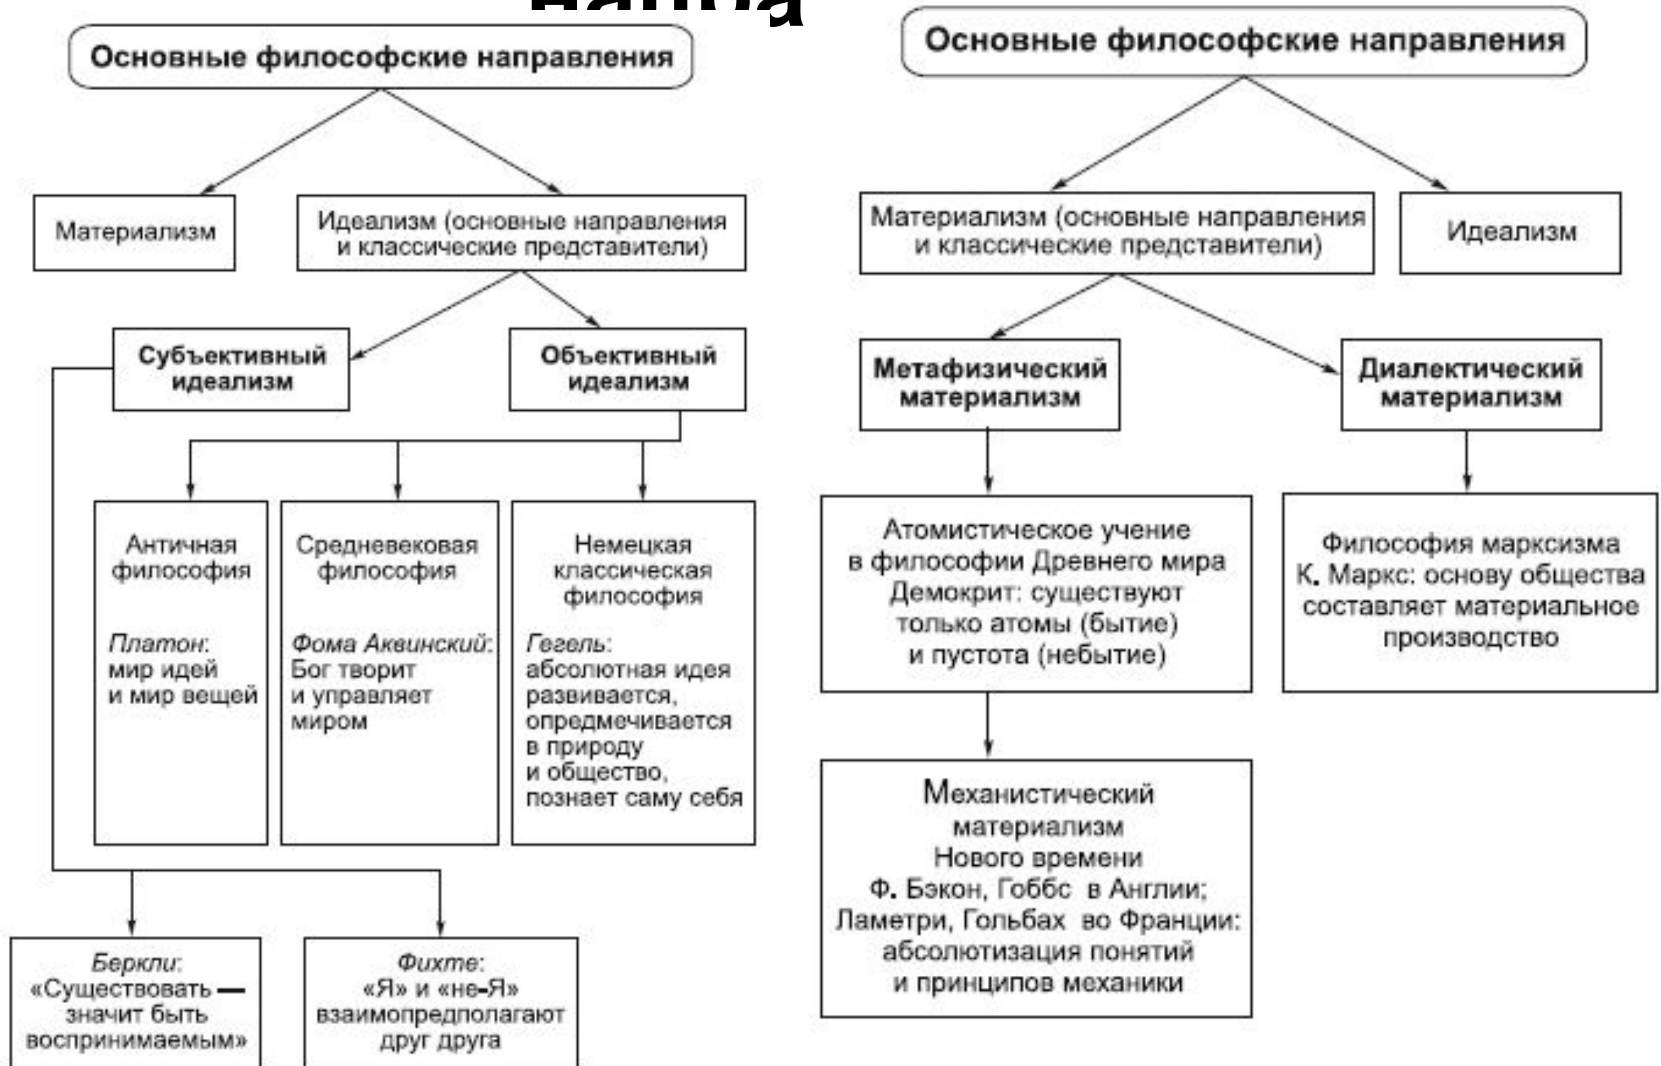 Основные философские направления
Материализм
Идеализм (основные направления
и классические представители)
Субъективный
идеализм
Объективный
идеализм
Античная
философия
Платон:
мир идей
и мир вещей
Средневековая
философия
Фома Аквинский:
Бог творит
и управляет
миром
Немецкая
классическая
философия
Гегель:
абсолютная идея
развивается,
опредмечивается
в природу
и общество,
познает саму себя
Беркли:
«Существовать —
значит быть
воспринимаемым»
Фихте:
«Я» и «не-Я»
взаимопредполагают
друг друга
Основные философские направления
Материализм (основные направления
и классические представители)
Идеализм
Метафизический
материализм
Диалектический
материализм
Атомистическое учение
в философии Древнего мира
Демокрит: существуют
только атомы (бытие)
и пустота (небытие)
Философия марксизма
К. Маркс: основу общества
составляет материальное
производство
Механистический
материализм
Нового времени
Ф. Бэкон, Гоббс в Англии;
Ламетри, Гольбах во Франции:
абсолютизация понятий
и принципов механики